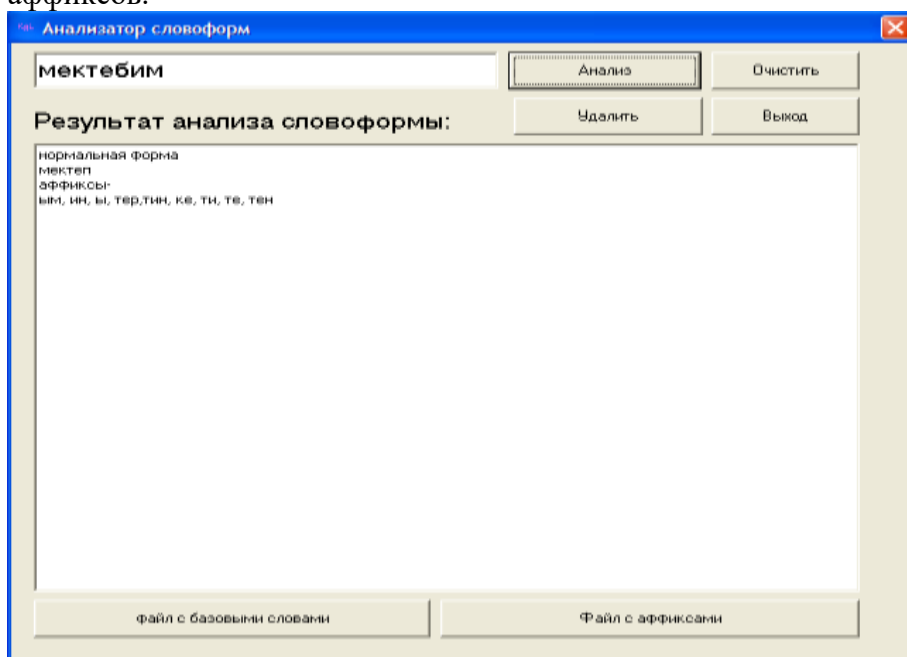 аффиксов.
Анализатор словоформ
мектебим
Анализ
Очистить
Результат анализа словоформы:
Удалить
Выход
нормальная форма
мектеп
аффиксы-
ым, ин, ы, тер,тин, ке, ти, те, тен
файл с базовыми словами
Файл с аффиксами